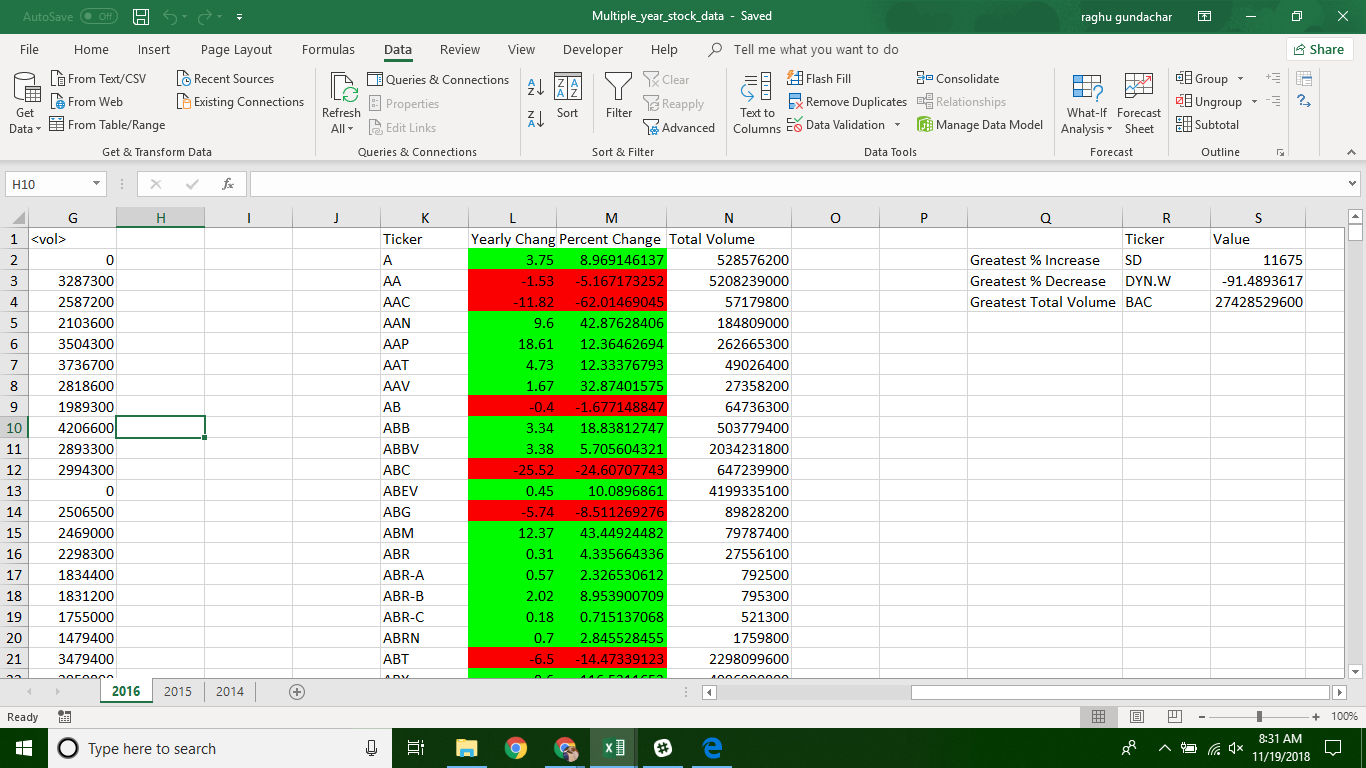 AutoSave Off Multiple_year_stock_data - Saved raghu gundachar
File Home Insert Page Layout Formulas Data Review View Developer Help Tell me what you want to do Share
Get Data
From Text/CSV
From Web
From Table/Range
Recent Sources
Existing Connections
Get & Transform Data
Refresh All
Queries & Connections
Properties
Edit Links
Queries & Connections
Sort
Filter
Clear
Reapply
Advanced
Sort & Filter
Text to Columns
Flash Fill
Remove Duplicates
Data Validation
Consolidate
Relationships
Manage Data Model
Data Tools
What-If Analysis
Forecast Sheet
Forecast
Group
Ungroup
Subtotal
Outline
H10 fx
G H I J K L M N O P Q R S
1 <vol> Ticker Yearly Chang Percent Change Total Volume Ticker Value
2 0 A 3.75 8.969146137 528576200 Greatest % Increase SD 11675
3 3287300 AA -1.53 -5.167173252 5208239000 Greatest % Decrease DYN.W -91.4893617
4 2587200 AAC -11.82 -62.01469045 57179800 Greatest Total Volume BAC 27428529600
5 2103600 AAN 9.6 42.87628406 184809000
6 3504300 AAP 18.61 12.36462694 262665300
7 3736700 AAT 4.73 12.33376793 49026400
8 2818600 AAV 1.67 32.87401575 27358200
9 1989300 AB -0.4 -1.677148847 64736300
10 4206600 ABB 3.34 18.83812747 503779400
11 2893300 ABBV 3.38 5.705604321 2034231800
12 2994300 ABC -25.52 -24.60707743 647239900
13 0 ABEV 0.45 10.0896861 4199335100
14 2506500 ABG -5.74 -8.511269276 89828200
15 2469000 ABM 12.37 43.44924482 79787400
16 2298300 ABR 0.31 4.335664336 27556100
17 1834400 ABR-A 0.57 2.326530612 792500
18 1831200 ABR-B 2.02 8.953900709 795300
19 1755000 ABR-C 0.18 0.715137068 521300
20 1479400 ABRN 0.7 2.845528455 1759800
21 3479400 ABT -6.5 -14.47339123 2298099600
2016 2015 2014
Ready 100%
Type here to search
8:31 AM
11/19/2018